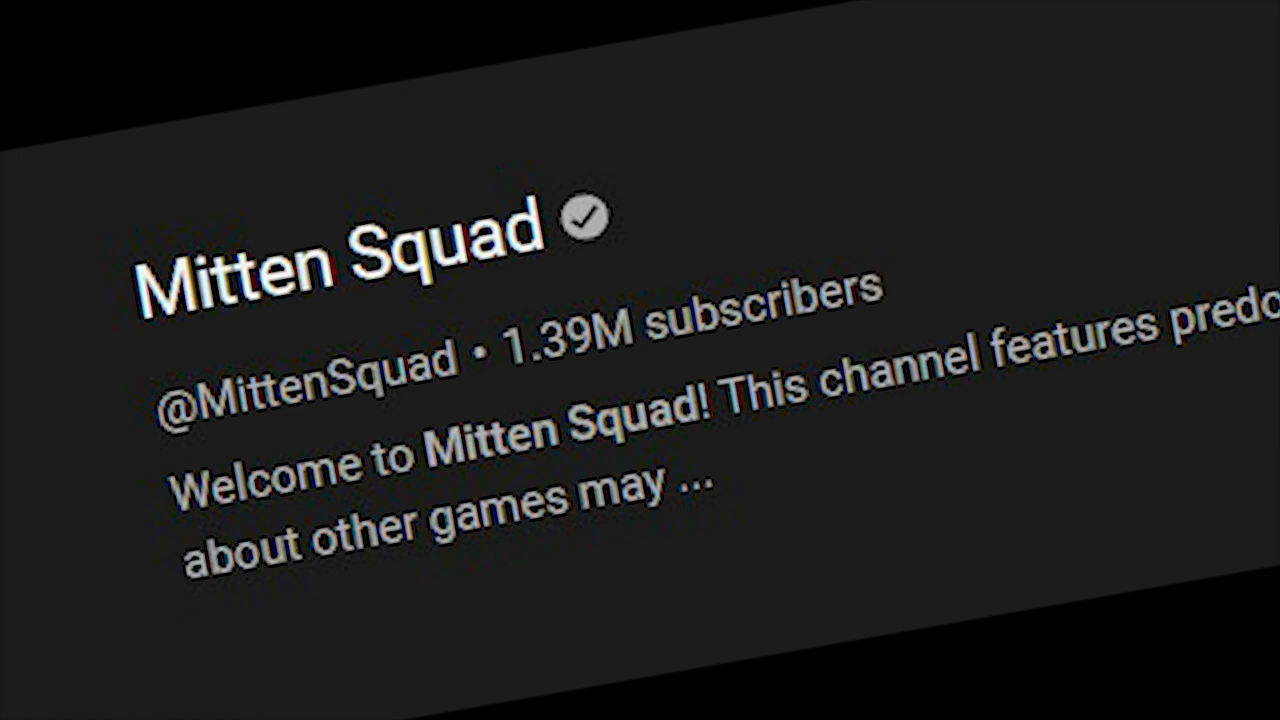 Mitten Squad
@MittenSquad • 1.39M subscribers
Welcome to Mitten Squad! This channel features predo
about other games may ...